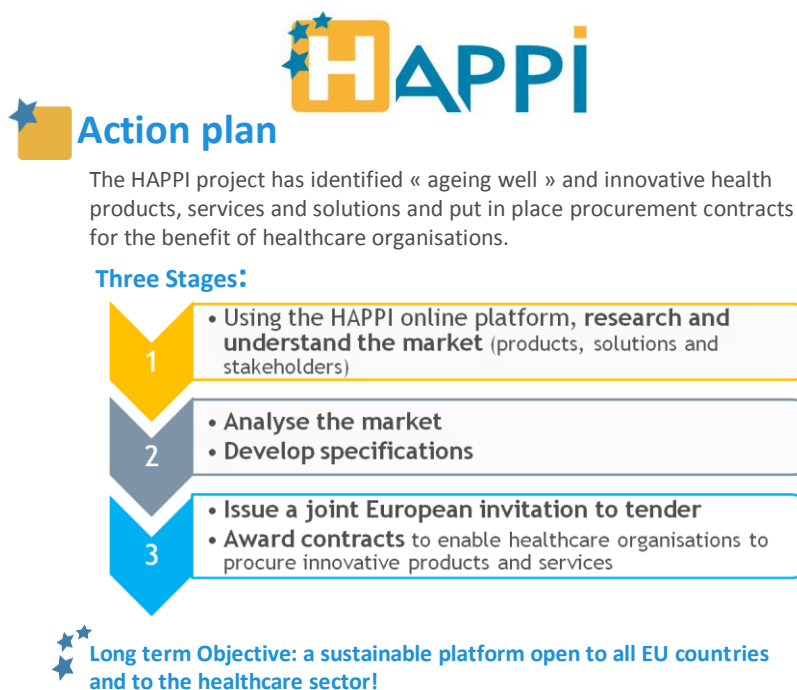 HAPPi
Action plan
The HAPPI project has identified « ageing well » and innovative health
products, services and solutions and put in place procurement contracts
for the benefit of healthcare organisations.
Three Stages:
1
• Using the HAPPI online platform, research and
understand the market (products, solutions and
stakeholders)
2
• Analyse the market
• Develop specifications
3
• Issue a joint European invitation to tender
• Award contracts to enable healthcare organisations to
procure innovative products and services
Long term Objective: a sustainable platform open to all EU countries
and to the healthcare sector!